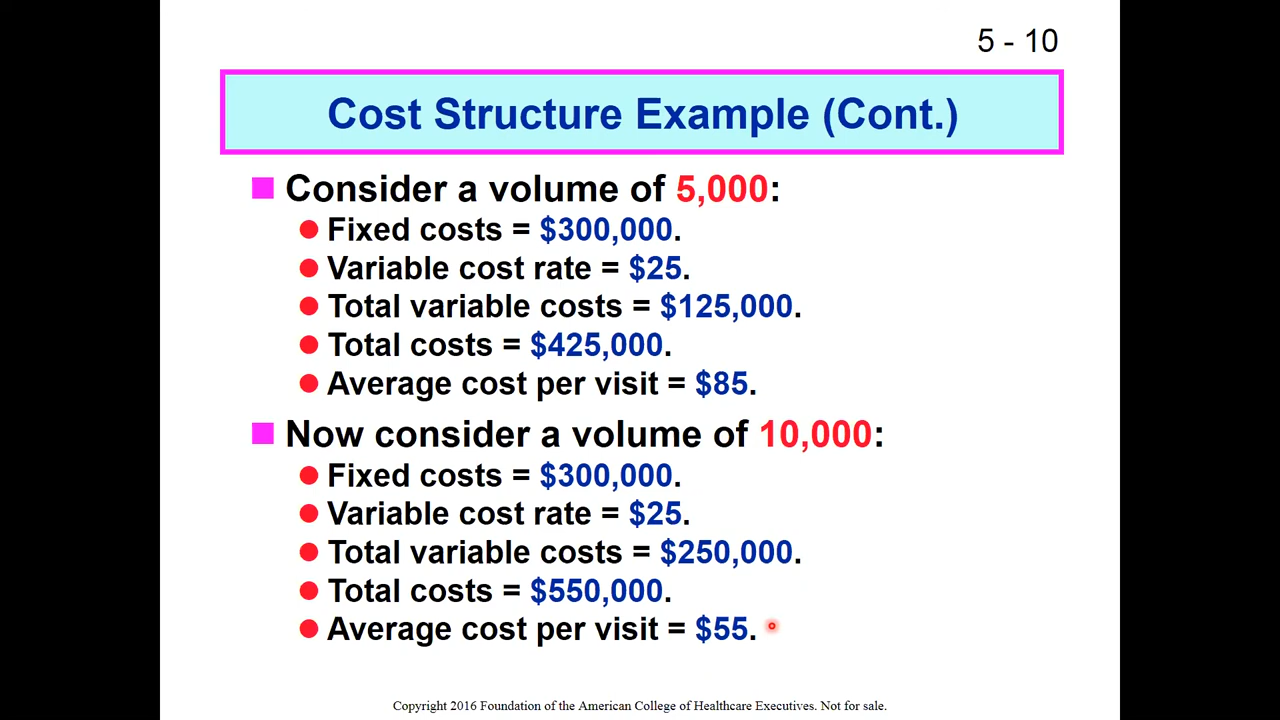 5 - 10
Cost Structure Example (Cont.)
Consider a volume of 5,000:
Fixed costs = $300,000.
Variable cost rate = $25.
Total variable costs = $125,000.
Total costs = $425,000.
Average cost per visit = $85.
Now consider a volume of 10,000:
Fixed costs = $300,000.
Variable cost rate = $25.
Total variable costs = $250,000.
Total costs = $550,000.
Average cost per visit = $55.
Copyright 2016 Foundation of the American College of Healthcare Executives. Not for sale.